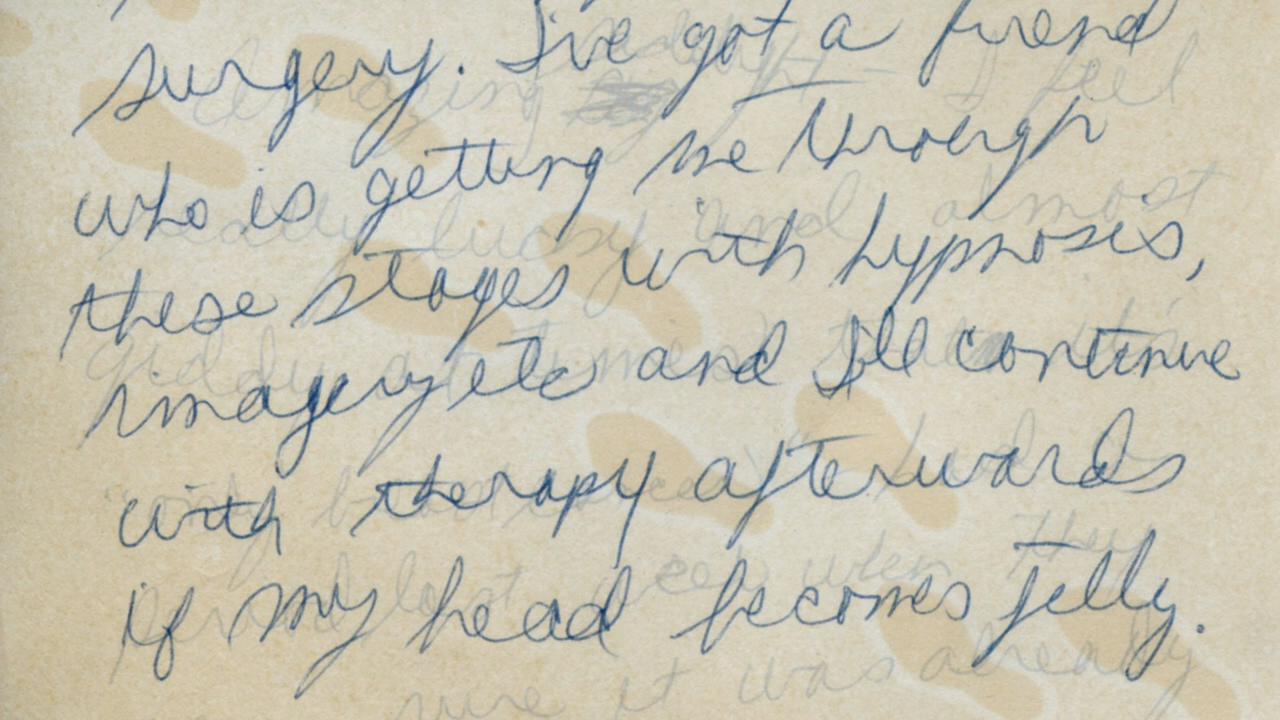 surgery. I've got a friend
who is getting me through
these stages with hypnosis,
imagery etc and I'll continue
with therapy afterwards
if my head becomes jelly.